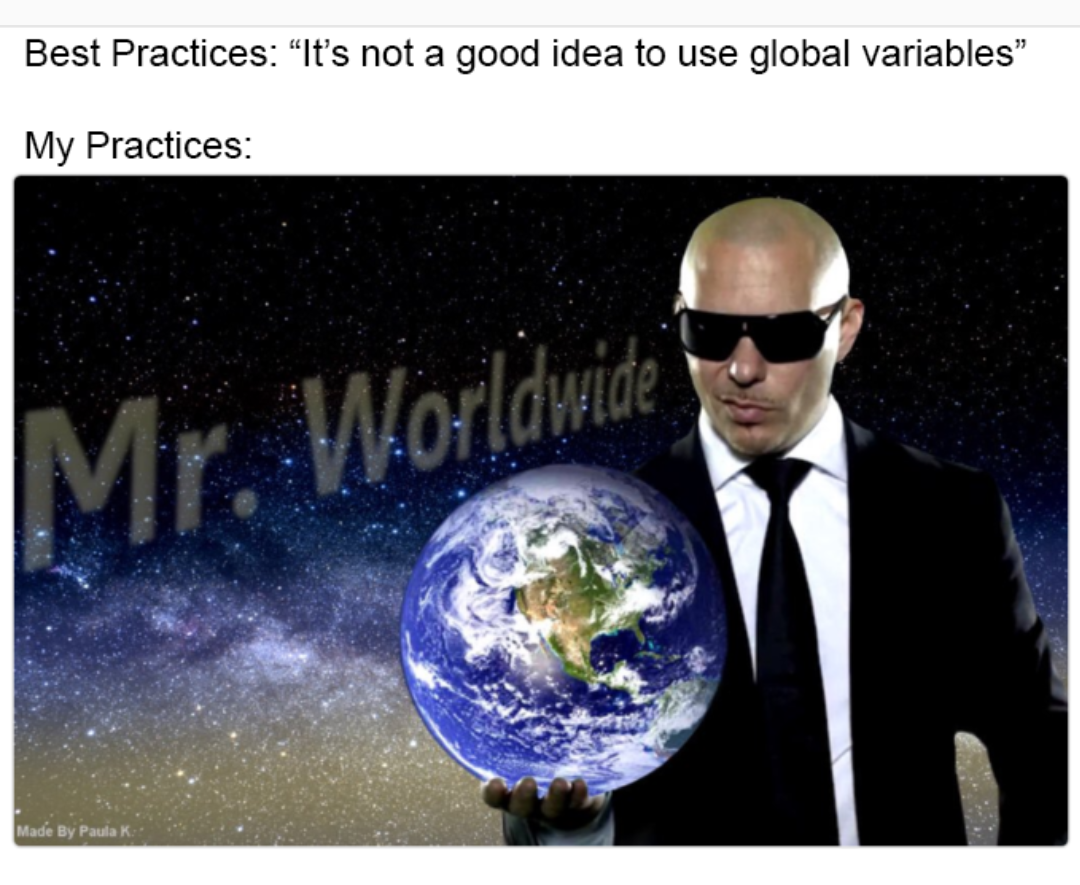 Best Practices: “It’s not a good idea to use global variables”
My Practices:
Mr. Worldwide
Made By Paula K.